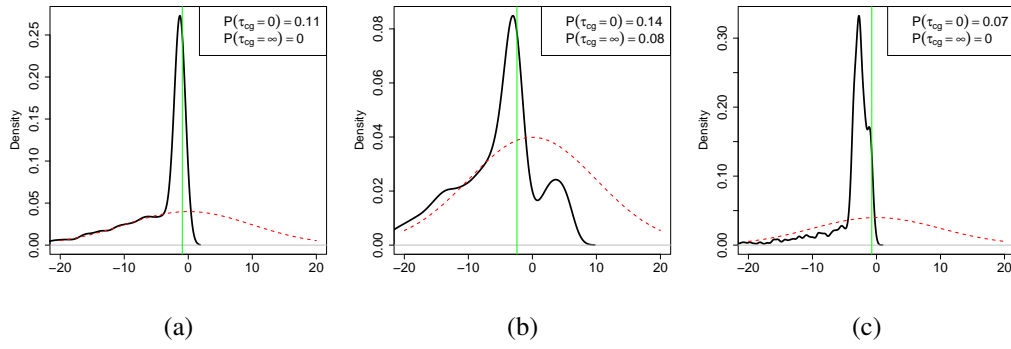 P(τcg = 0) = 0.11
P(τcg = ∞) = 0
Density
0.00 0.05 0.10 0.15 0.20 0.25
−20 −10 0 10 20
(a)
P(τcg = 0) = 0.14
P(τcg = ∞) = 0.08
Density
0.00 0.02 0.04 0.06 0.08
−20 −10 0 10 20
(b)
P(τcg = 0) = 0.07
P(τcg = ∞) = 0
Density
0.00 0.10 0.20 0.30
−20 −10 0 10 20
(c)